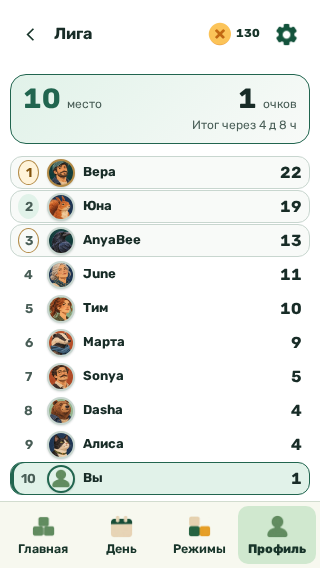 Лига 130
10 место 1 очков
Итог через 4 д 8 ч
1 Вера 22
2 Юна 19
3 AnyaBee 13
4 June 11
5 Тим 10
6 Марта 9
7 Sonya 5
8 Dasha 4
9 Алиса 4
10 Вы 1
Главная День Режимы Профиль